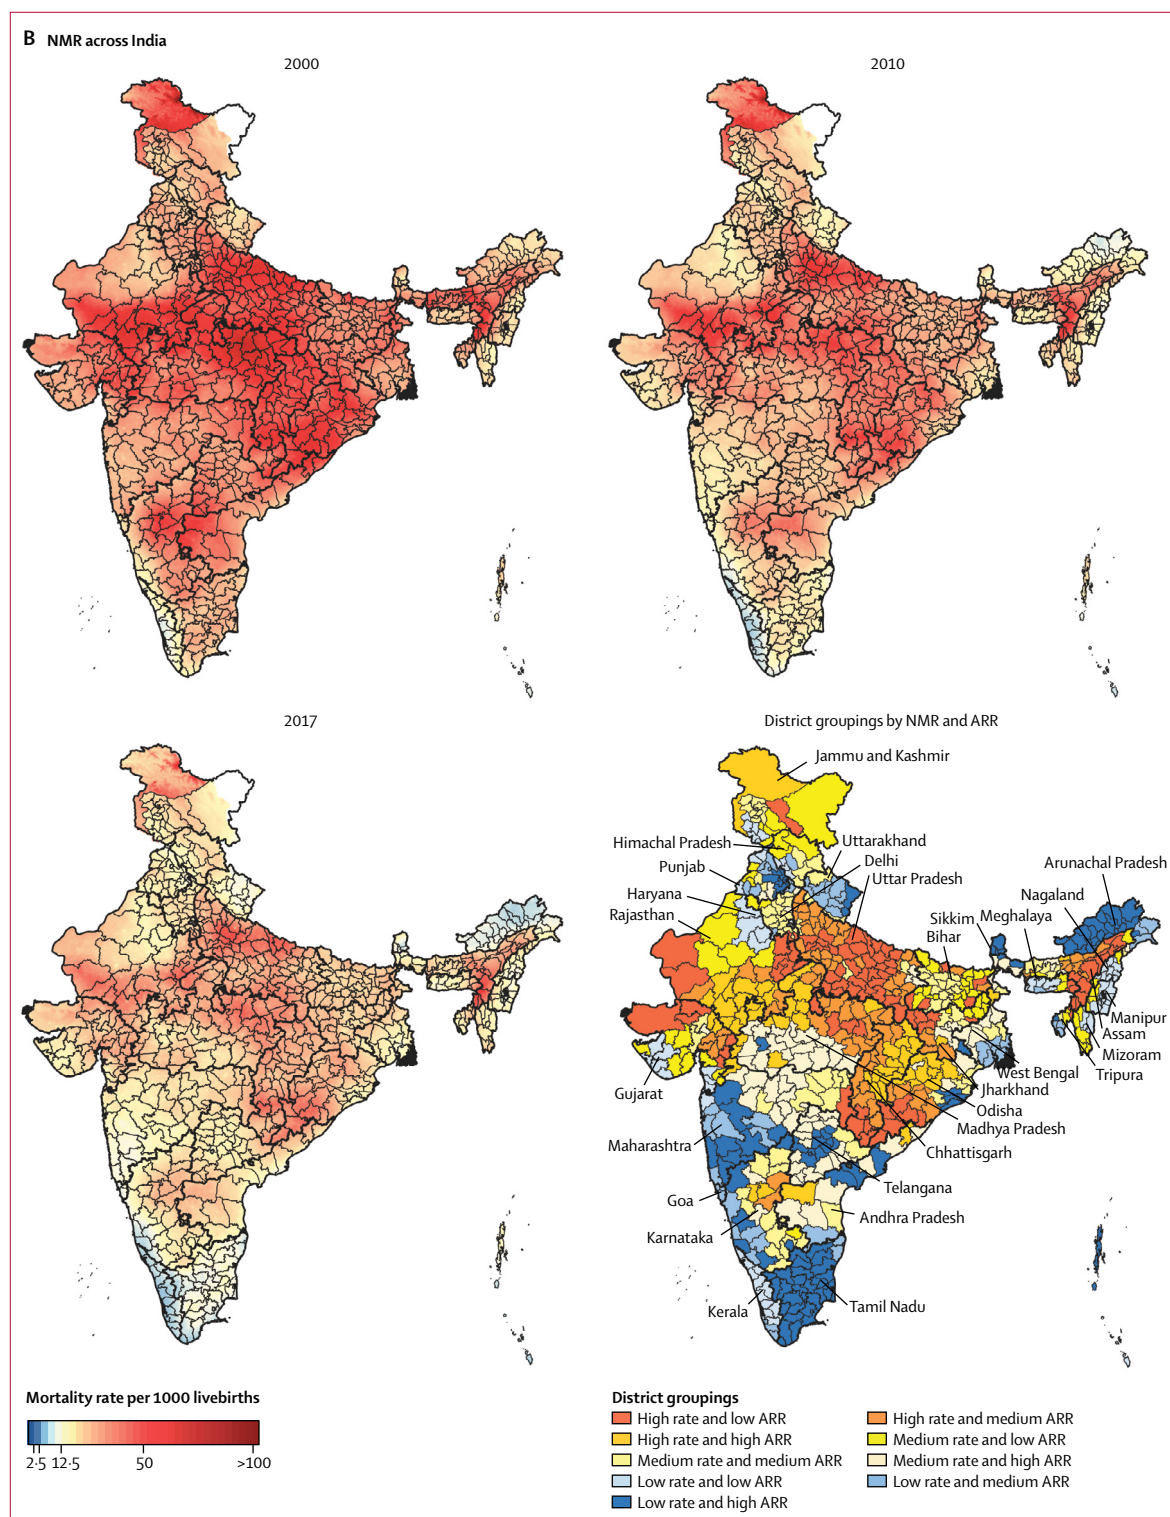 B NMR across India
2000
2010
2017
District groupings by NMR and ARR
Jammu and Kashmir
Himachal Pradesh
Uttarakhand
Punjab
Delhi
Arunachal Pradesh
Uttar Pradesh
Haryana
Nagaland
Rajasthan
Sikkim
Meghalaya
Bihar
Manipur
Assam
Mizoram
West Bengal
Tripura
Gujarat
Jharkhand
Odisha
Madhya Pradesh
Maharashtra
Chhattisgarh
Telangana
Goa
Andhra Pradesh
Karnataka
Kerala
Tamil Nadu
Mortality rate per 1000 livebirths
2·5 12·5 50 >100
District groupings
High rate and low ARR
High rate and medium ARR
High rate and high ARR
Medium rate and low ARR
Medium rate and medium ARR
Medium rate and high ARR
Low rate and low ARR
Low rate and medium ARR
Low rate and high ARR